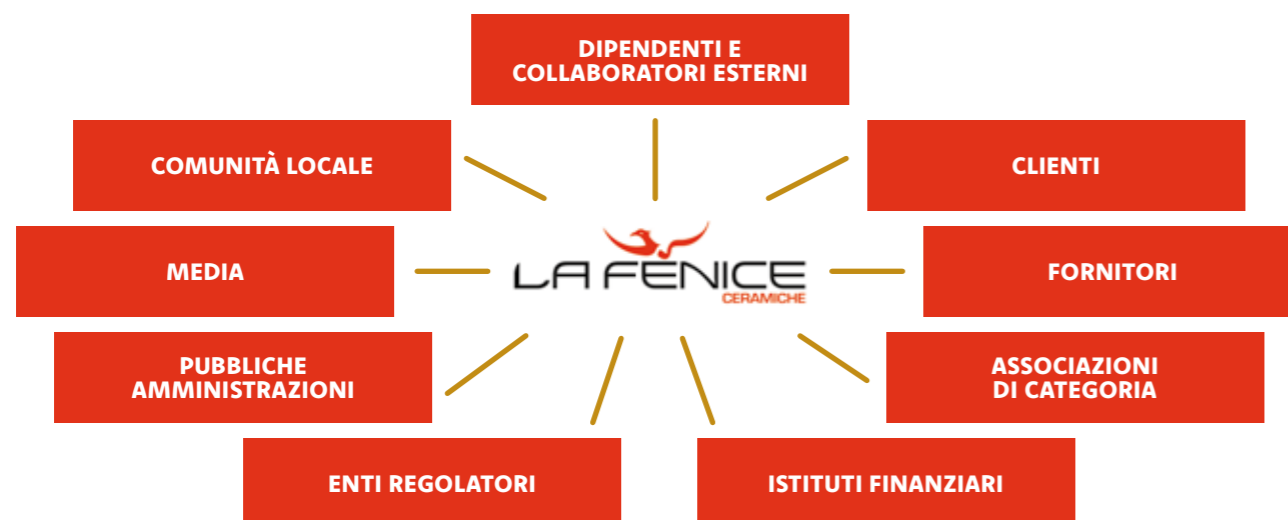 DIPENDENTI E
COLLABORATORI ESTERNI
COMUNITÀ LOCALE
CLIENTI
MEDIA
LA FENICE
CERAMICHE
FORNITORI
PUBBLICHE
AMMINISTRAZIONI
ASSOCIAZIONI
DI CATEGORIA
ENTI REGOLATORI
ISTITUTI FINANZIARI